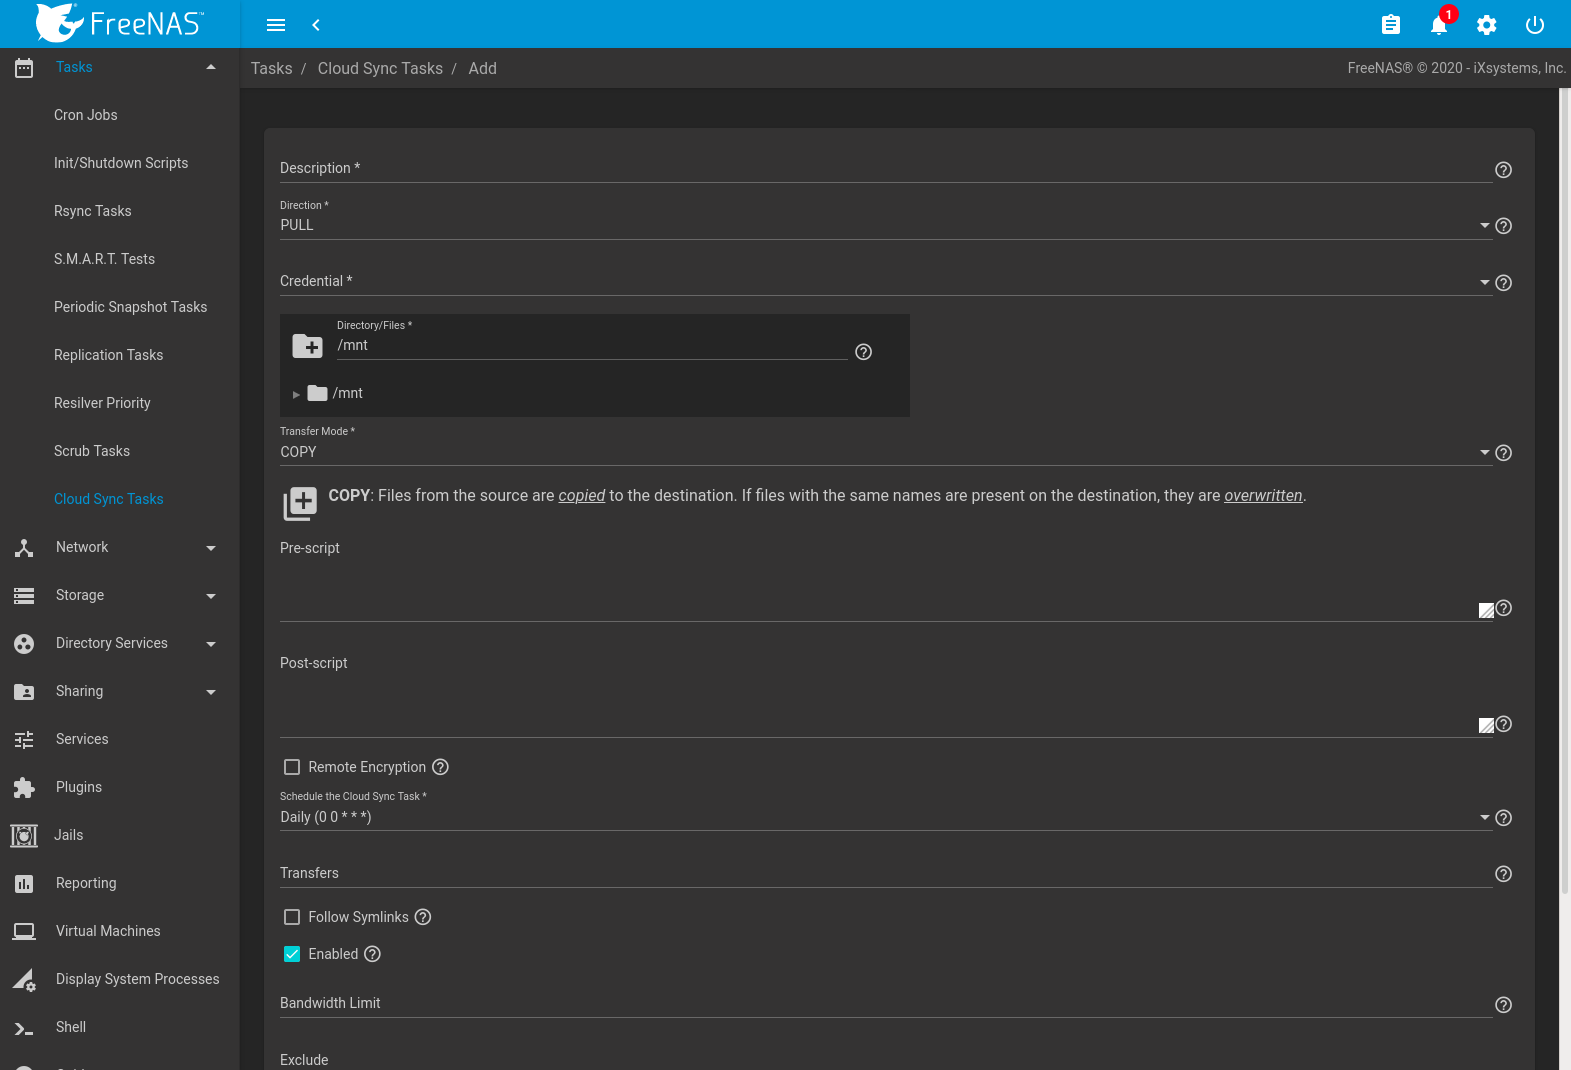 FreeNAS™
1
Tasks
Cron Jobs
Init/Shutdown Scripts
Rsync Tasks
S.M.A.R.T. Tests
Periodic Snapshot Tasks
Replication Tasks
Resilver Priority
Scrub Tasks
Cloud Sync Tasks
Network
Storage
Directory Services
Sharing
Services
Plugins
Jails
Reporting
Virtual Machines
Display System Processes
Shell
Tasks / Cloud Sync Tasks / Add
FreeNAS® © 2020 - iXsystems, Inc.
Description *
Direction *
PULL
Credential *
Directory/Files *
/mnt
/mnt
Transfer Mode *
COPY
COPY: Files from the source are copied to the destination. If files with the same names are present on the destination, they are overwritten.
Pre-script
Post-script
Remote Encryption
Schedule the Cloud Sync Task *
Daily (0 0 * * *)
Transfers
Follow Symlinks
Enabled
Bandwidth Limit
Exclude